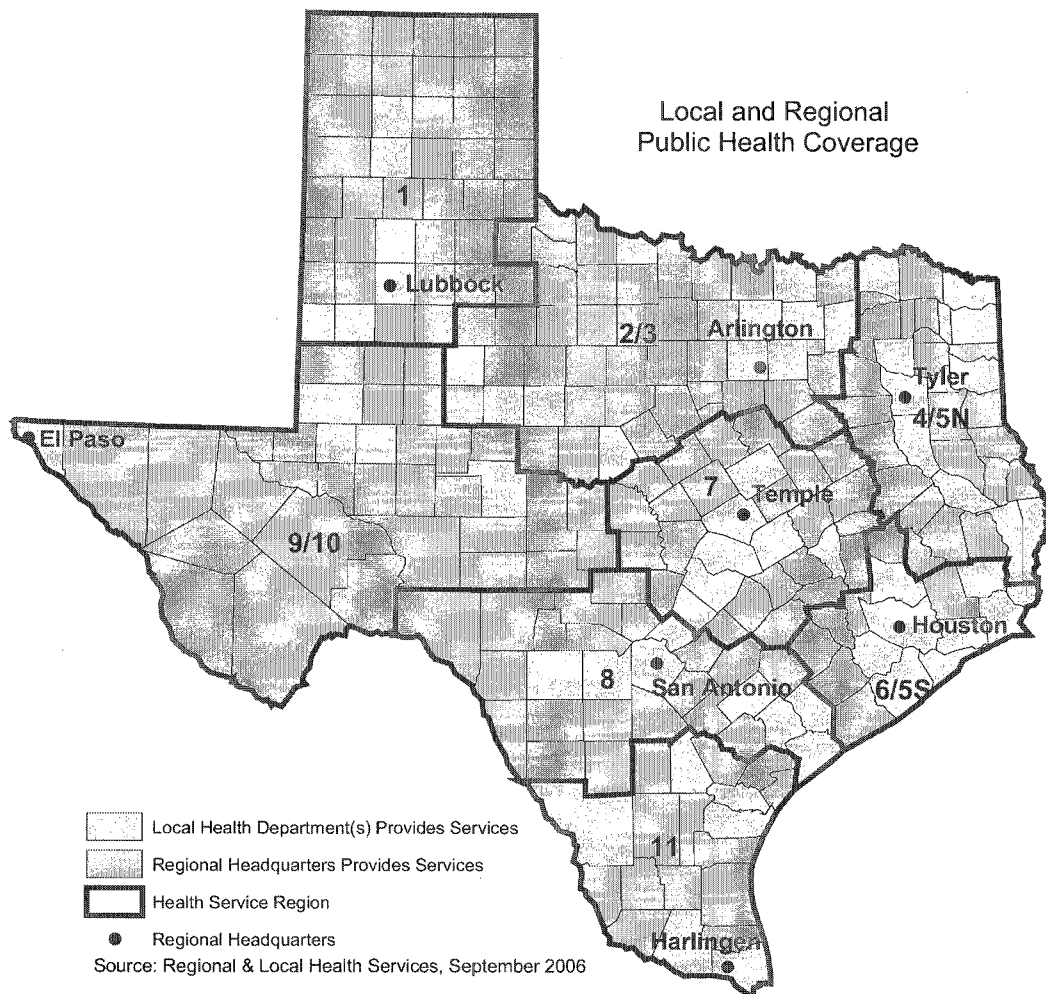 Local and Regional
Public Health Coverage
1
Lubbock
2/3
Arlington
Tyler
4/5N
El Paso
7
Temple
9/10
Houston
8
San Antonio
6/5S
11
Harlingen
Local Health Department(s) Provides Services
Regional Headquarters Provides Services
Health Service Region
Regional Headquarters
Source: Regional & Local Health Services, September 2006